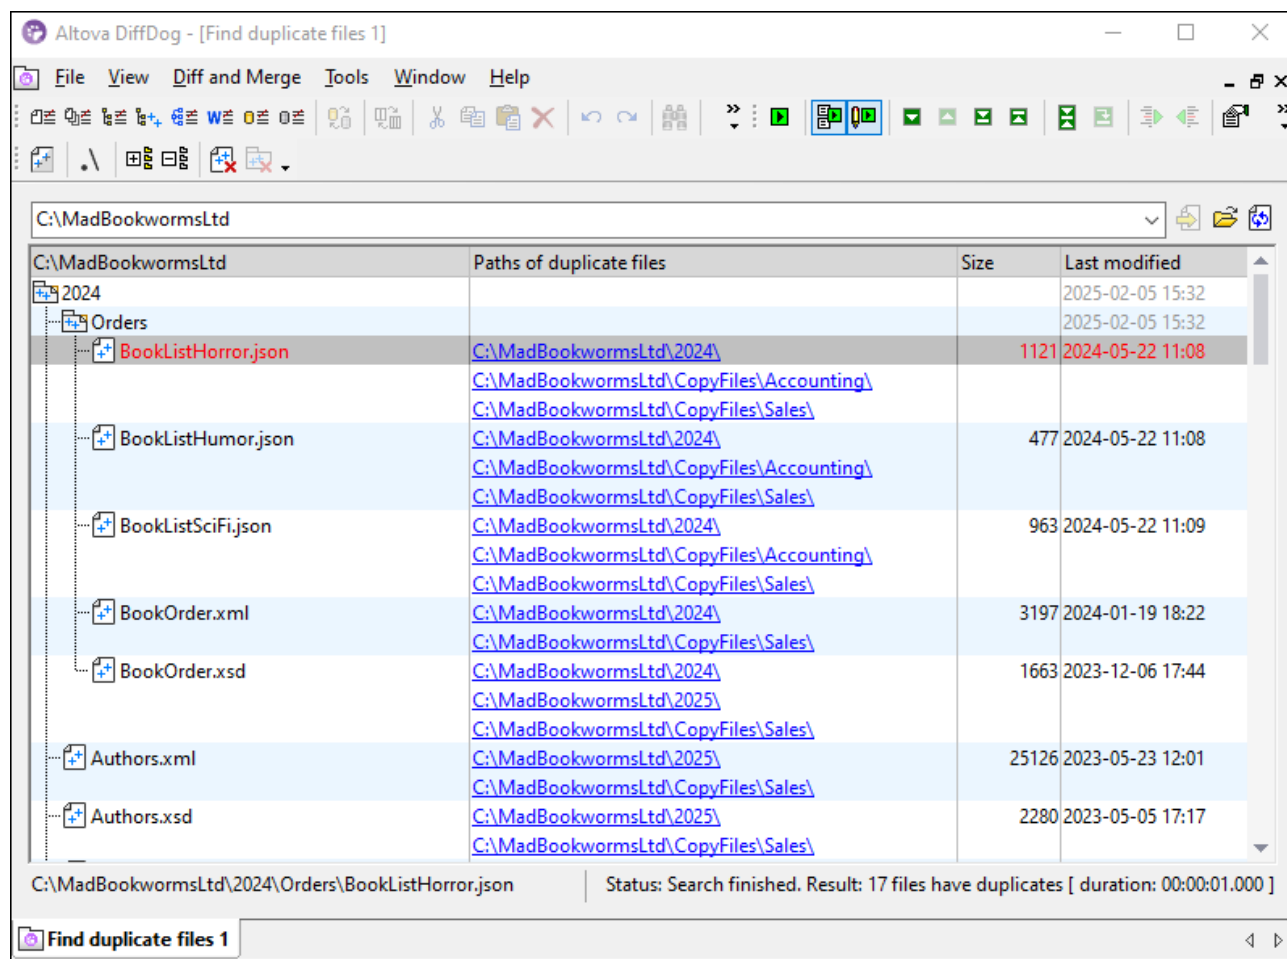 Altova DiffDog - [Find duplicate files 1]
File View Diff and Merge Tools Window Help
C:\MadBookwormsLtd
C:\MadBookwormsLtd Paths of duplicate files Size Last modified
2024 2025-02-05 15:32
Orders 2025-02-05 15:32
BookListHorror.json C:\MadBookwormsLtd\2024\ 1121 2024-05-22 11:08
C:\MadBookwormsLtd\CopyFiles\Accounting\
C:\MadBookwormsLtd\CopyFiles\Sales\
BookListHumor.json C:\MadBookwormsLtd\2024\ 477 2024-05-22 11:08
C:\MadBookwormsLtd\CopyFiles\Accounting\
C:\MadBookwormsLtd\CopyFiles\Sales\
BookListSciFi.json C:\MadBookwormsLtd\2024\ 963 2024-05-22 11:09
C:\MadBookwormsLtd\CopyFiles\Accounting\
C:\MadBookwormsLtd\CopyFiles\Sales\
BookOrder.xml C:\MadBookwormsLtd\2024\ 3197 2024-01-19 18:22
C:\MadBookwormsLtd\CopyFiles\Sales\
BookOrder.xsd C:\MadBookwormsLtd\2024\ 1663 2023-12-06 17:44
C:\MadBookwormsLtd\2025\
C:\MadBookwormsLtd\CopyFiles\Sales\
Authors.xml C:\MadBookwormsLtd\2025\ 25126 2023-05-23 12:01
C:\MadBookwormsLtd\CopyFiles\Sales\
Authors.xsd C:\MadBookwormsLtd\2025\ 2280 2023-05-05 17:17
C:\MadBookwormsLtd\CopyFiles\Sales\
C:\MadBookwormsLtd\2024\Orders\BookListHorror.json Status: Search finished. Result: 17 files have duplicates [ duration: 00:00:01.000 ]
Find duplicate files 1